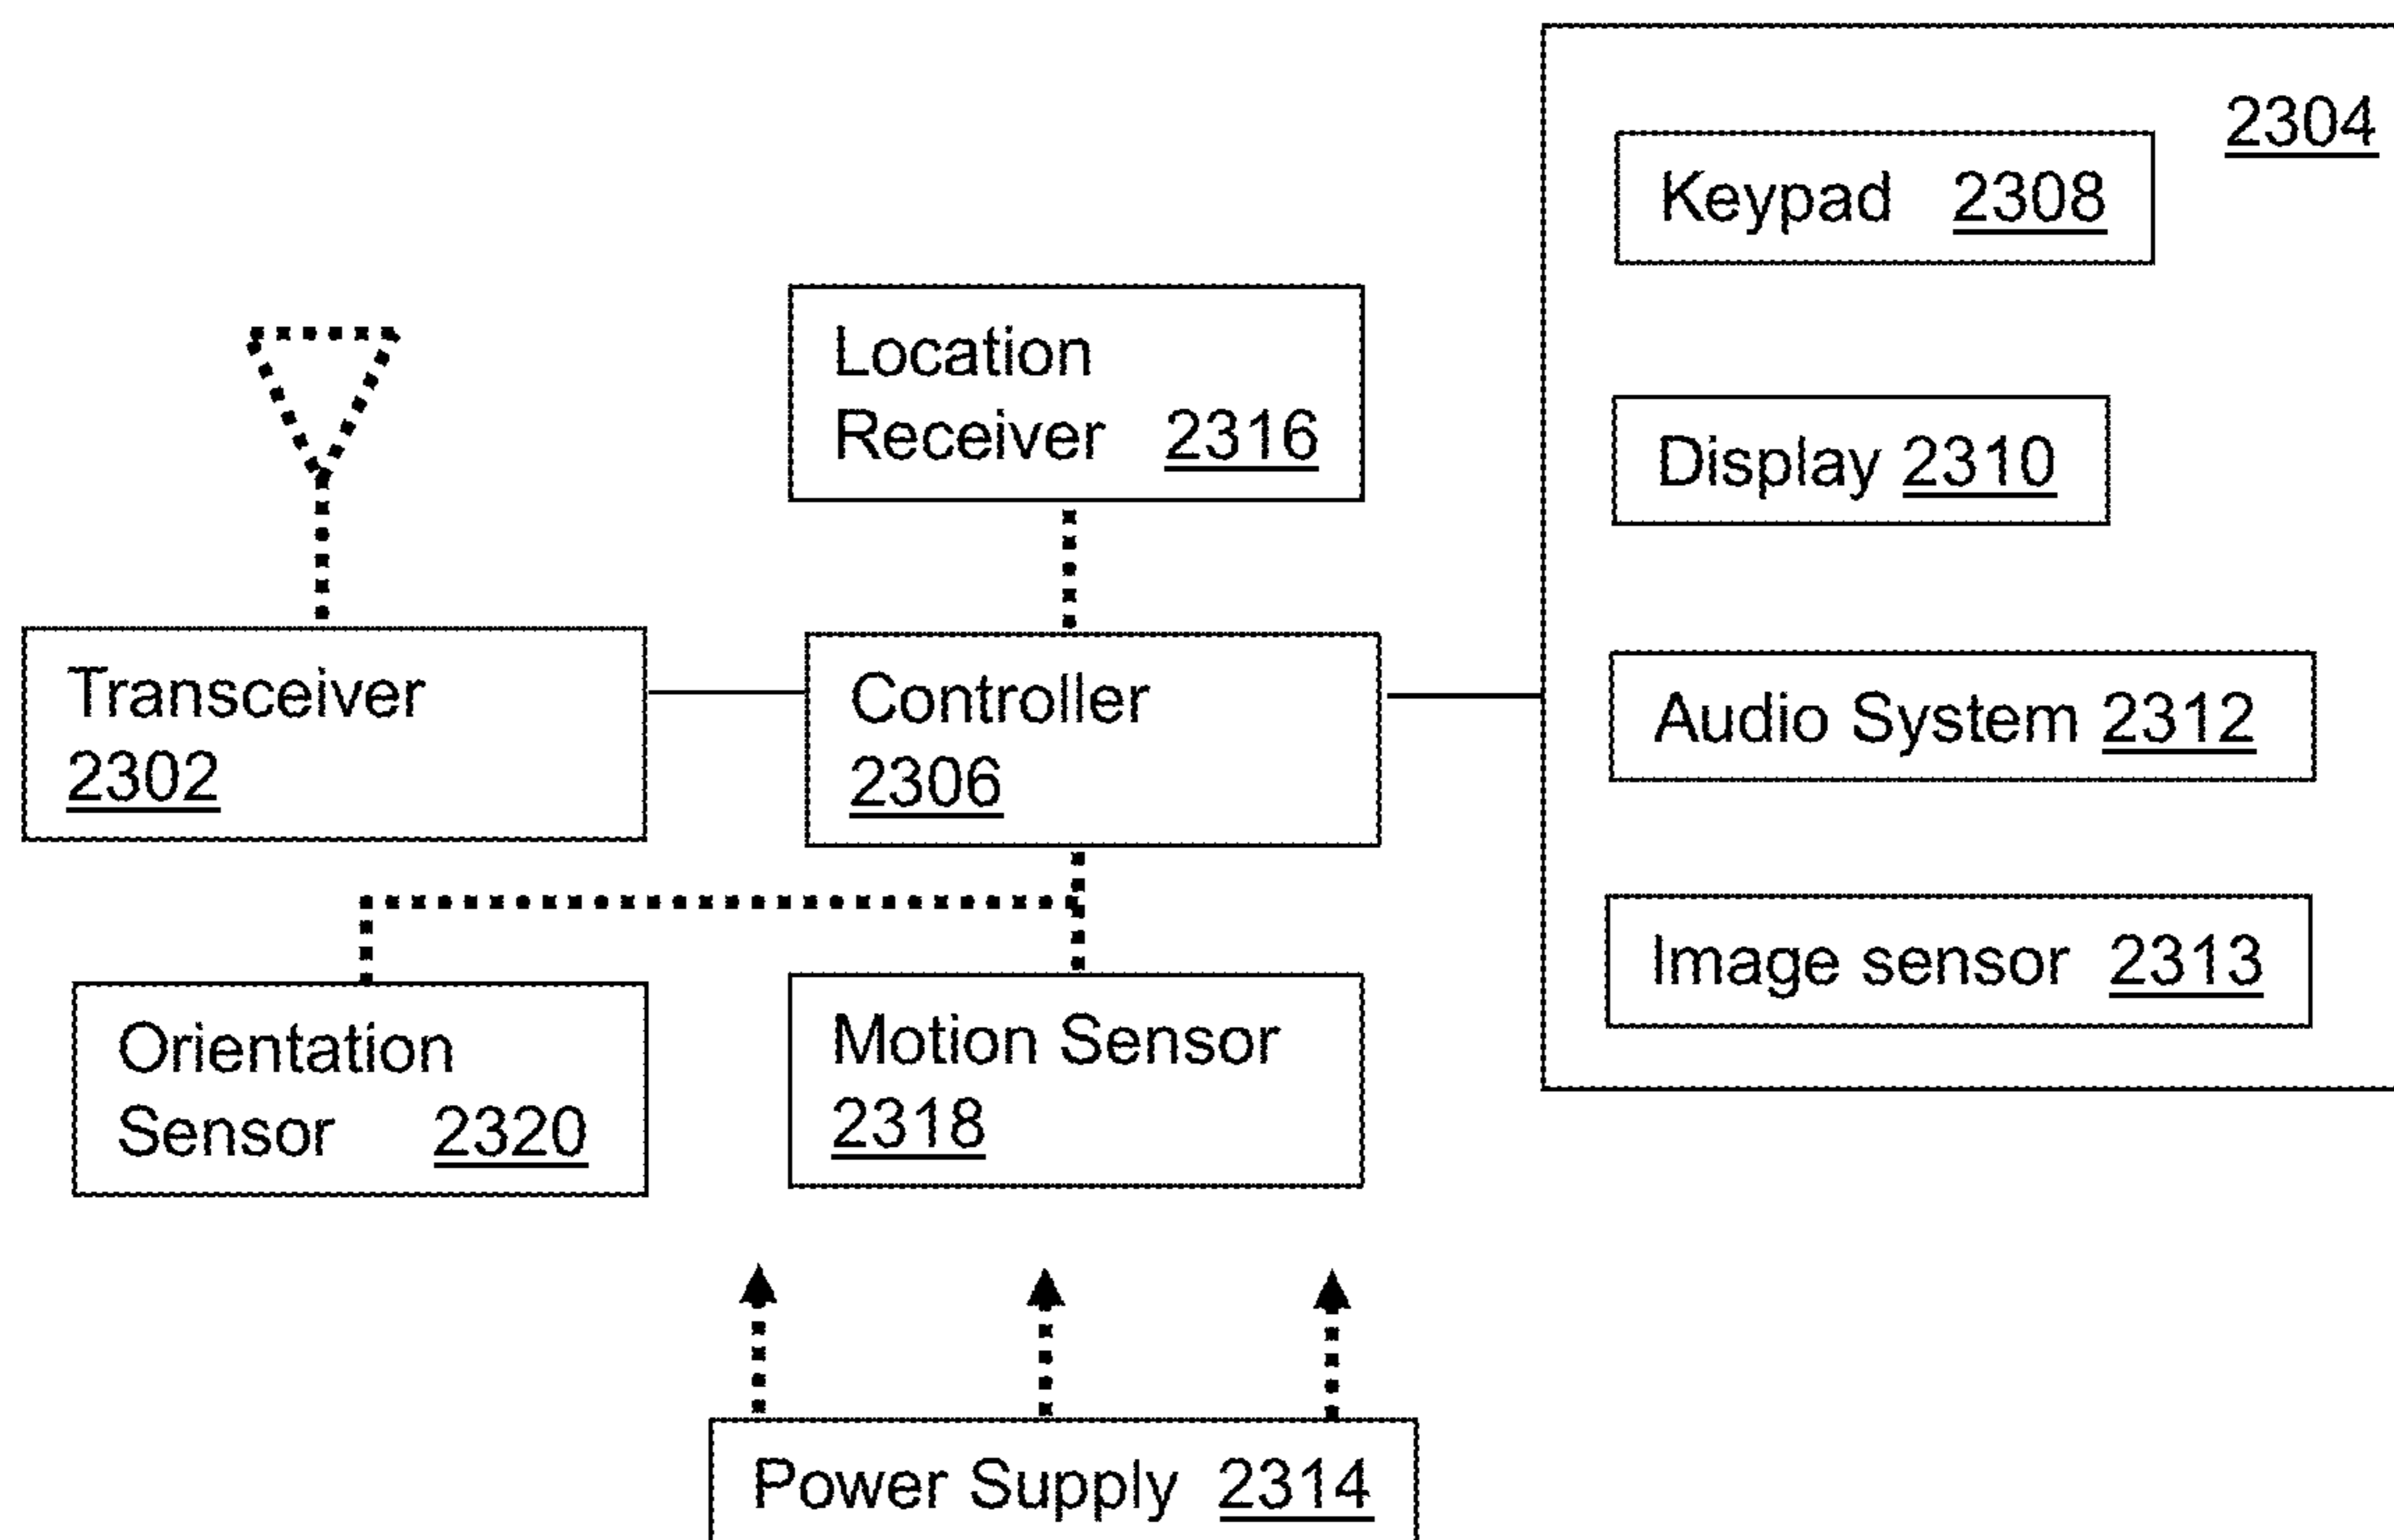 2304
Keypad 2308
Location
Receiver 2316
Display 2310
Transceiver
2302
Controller
2306
Audio System 2312
Image sensor 2313
Orientation
Sensor 2320
Motion Sensor
2318
Power Supply 2314